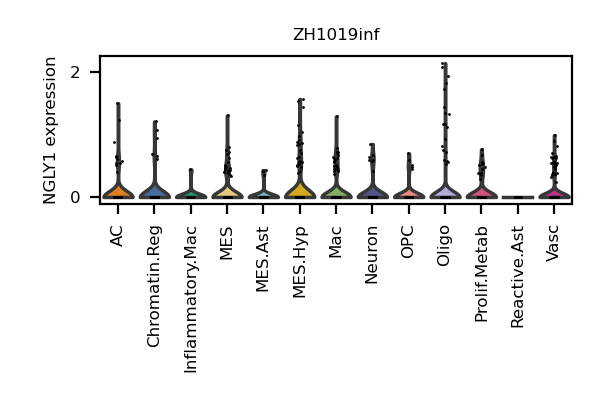 ZH1019inf
NGLY1 expression
2
0
AC
Chromatin.Reg
Inflammatory.Mac
MES
MES.Ast
MES.Hyp
Mac
Neuron
OPC
Oligo
Prolif.Metab
Reactive.Ast
Vasc